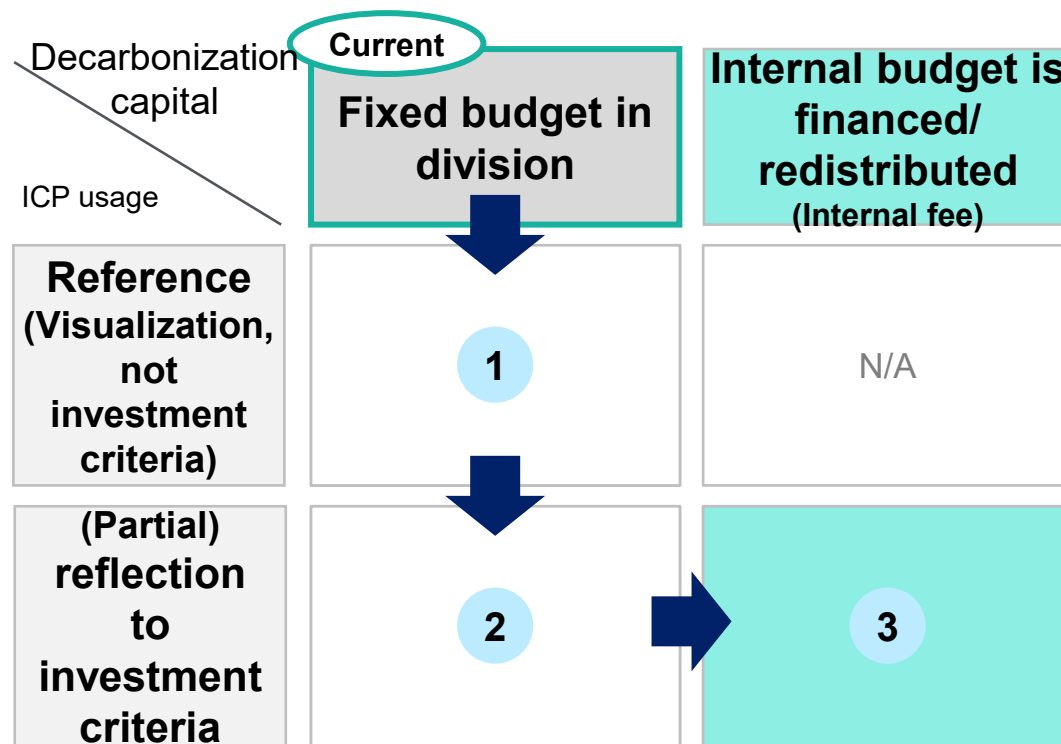 Decarbonization
capital
ICP usage
Current
Fixed budget in
division
Internal budget is
financed/
redistributed
(Internal fee)
Reference
(Visualization,
not
investment
criteria)
1
N/A
(Partial)
reflection
to
investment
criteria
2
3